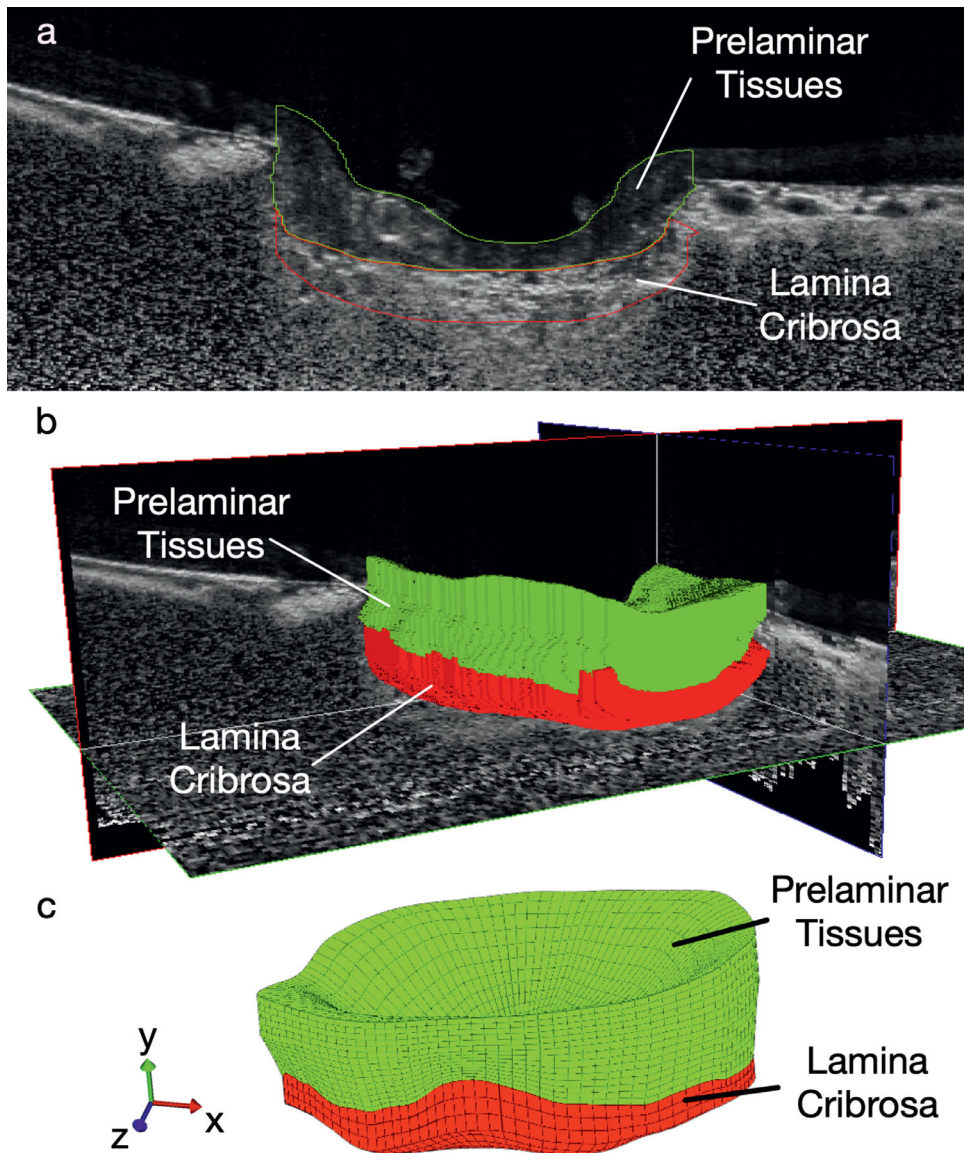 a
Prelaminar
Tissues
Lamina
Cribrosa
b
Prelaminar
Tissues
Lamina
Cribrosa
c
Prelaminar
Tissues
Lamina
Cribrosa
y
x
z